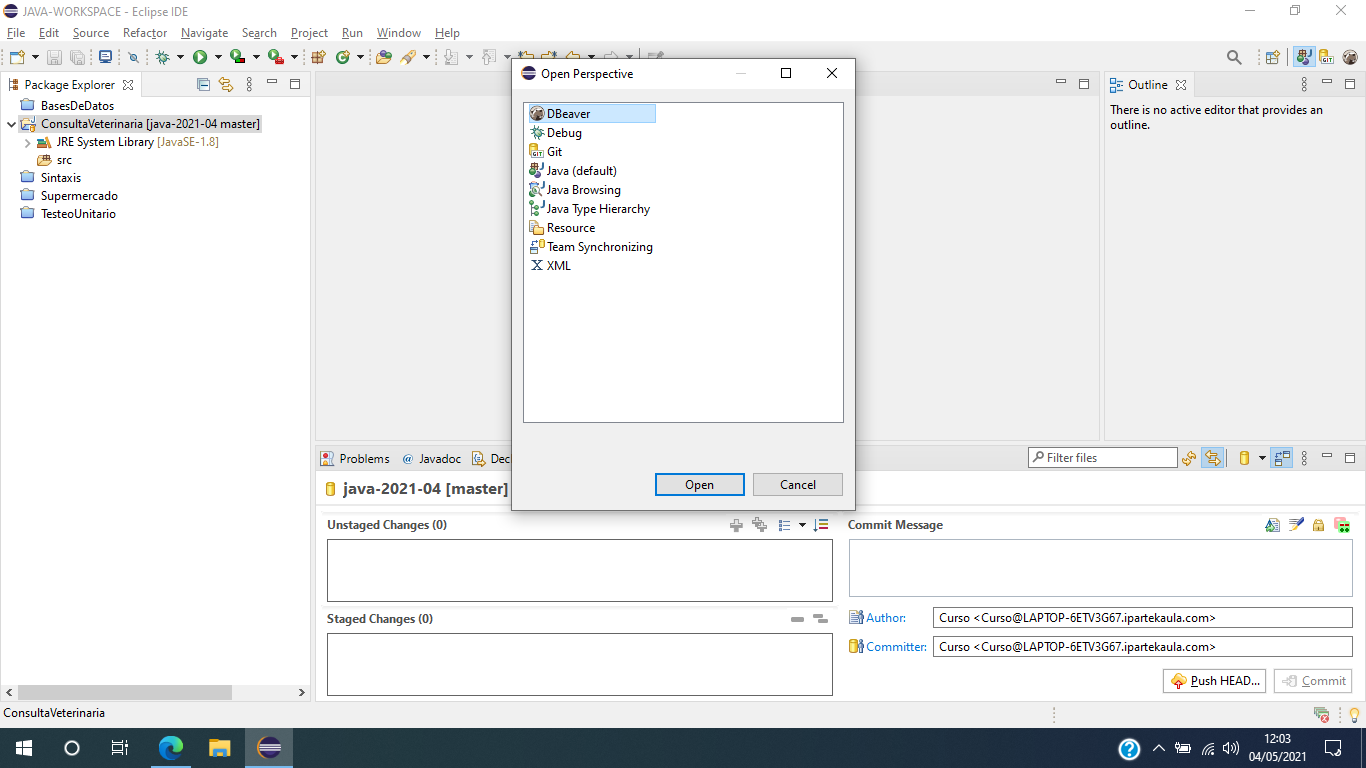 JAVA-WORKSPACE - Eclipse IDE
File Edit Source Refactor Navigate Search Project Run Window Help
Package Explorer
BasesDeDatos
ConsultaVeterinaria [java-2021-04 master]
JRE System Library [JavaSE-1.8]
src
Sintaxis
Supermercado
TesteoUnitario
Open Perspective
DBeaver
Debug
Git
Java (default)
Java Browsing
Java Type Hierarchy
Resource
Team Synchronizing
XML
Open Cancel
Outline
There is no active editor that provides an
outline.
Problems @ Javadoc Dec
Filter files
java-2021-04 [master]
Unstaged Changes (0)
Staged Changes (0)
Commit Message
Author: Curso <Curso@LAPTOP-6ETV3G67.ipartekaula.com>
Committer: Curso <Curso@LAPTOP-6ETV3G67.ipartekaula.com>
Push HEAD... Commit
ConsultaVeterinaria
12:03
04/05/2021